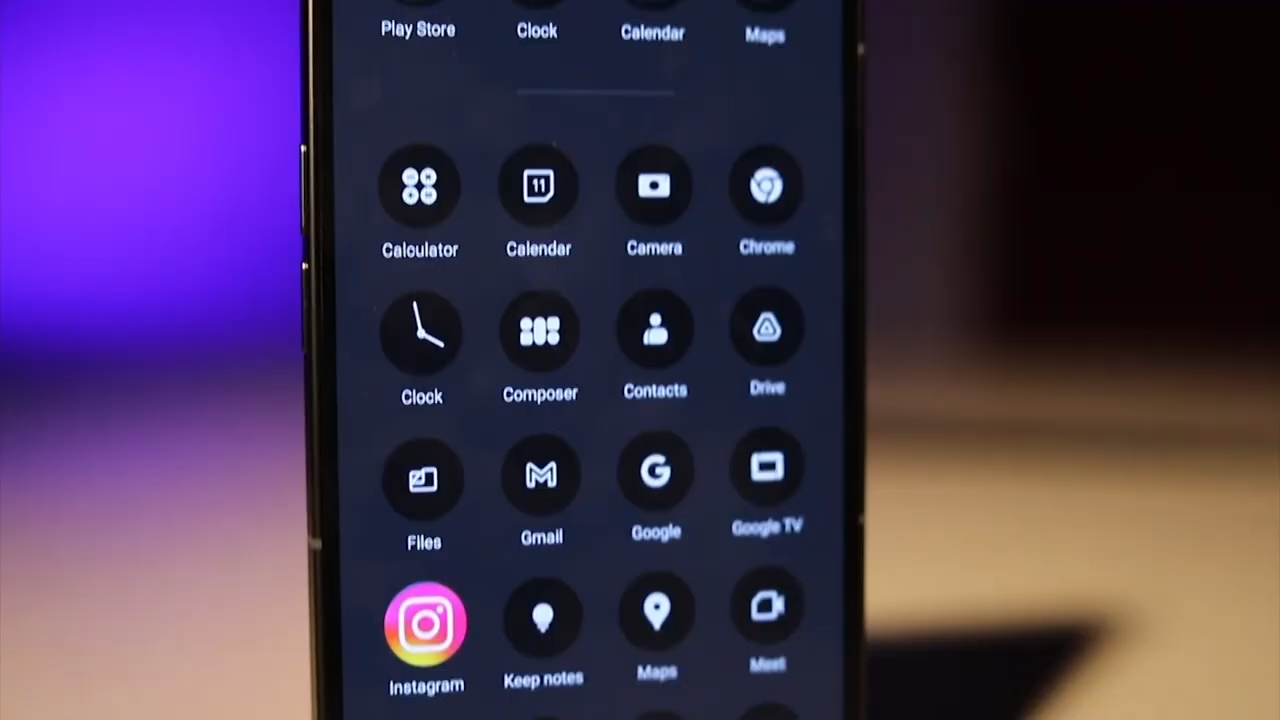 Play Store Clock Calendar Maps
11
Calculator Calendar Camera Chrome
Clock Composer Contacts Drive
Files Gmail Google Google TV
Instagram Keep notes Maps Meet